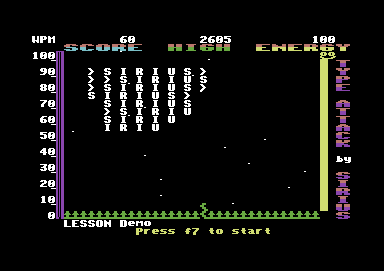 WPM 60 2605 100
SCORE HIGH ENERGY
100 99
90 > S I R I U S >
> S I R I U S
80 > S I R I U S >
S I R I U S >
70 S I R I U S
> S I R I U
60 S I R I U
I R I U
50
40
30
20
10
0
LESSON Demo
Press f7 to start
TYPE ATTACK by SIRIUS